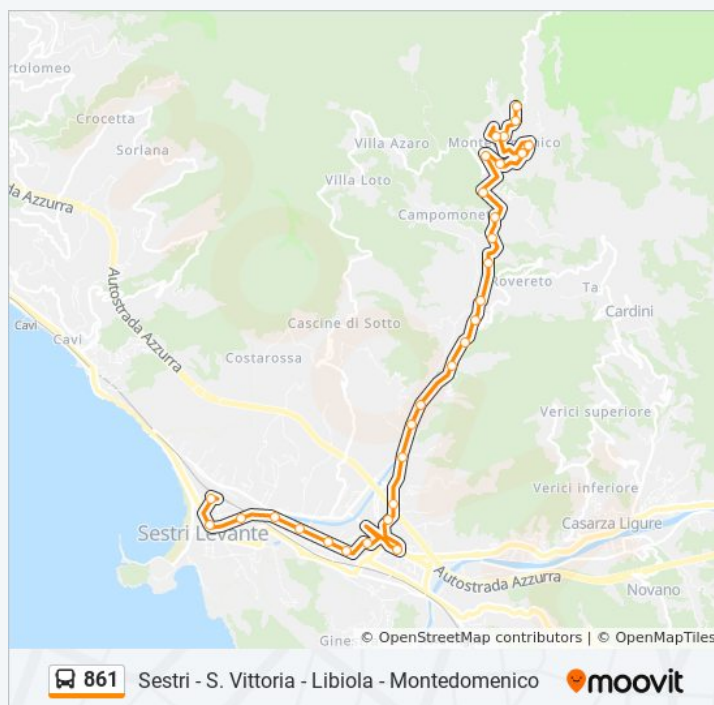 rtolomeo
Crocetta
Sorlana
Villa Azaro
Villa Loto
da Azzurra
Campomone
Rovereto
Ta
Cardini
Autostrada Azzurra
Cavi
Cavi
Cascine di Sotto
Costarossa
Verici superiore
Verici inferiore
Casarza Ligure
Sestri Levante
Autostrada Azzurra
Novano
Gine
© OpenStreetMap contributors | © OpenMapTiles
861 Sestri - S. Vittoria - Libiola - Montedomenico moovit